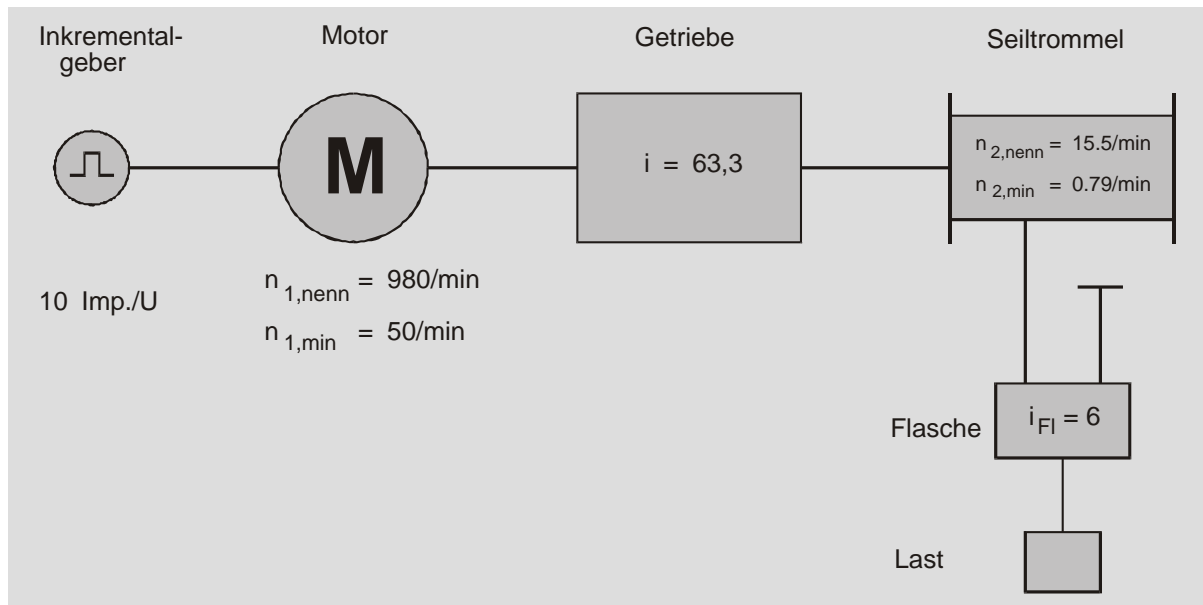 Inkremental-
geber
Motor
Getriebe
Seiltrommel
M
i = 63,3
n 2,nenn = 15.5/min
n 2,min = 0.79/min
10 Imp./U
n 1,nenn = 980/min
n 1,min = 50/min
Flasche
i Fl = 6
Last